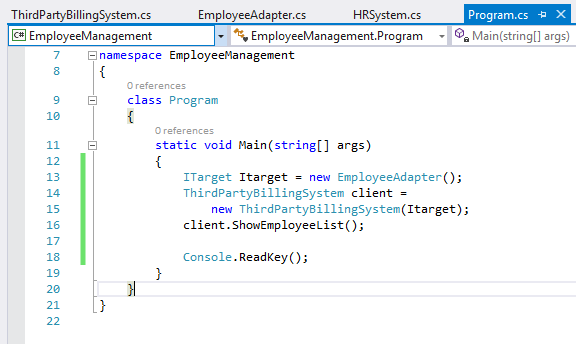 ThirdPartyBillingSystem.cs EmployeeAdapter.cs HRSystem.cs Program.cs
C# EmployeeManagement EmployeeManagement.Program Main(string[] args)
7 namespace EmployeeManagement
8 {
0 references
9 class Program
10 {
0 references
11 static void Main(string[] args)
12 {
13 ITarget Itarget = new EmployeeAdapter();
14 ThirdPartyBillingSystem client =
15 new ThirdPartyBillingSystem(Itarget);
16 client.ShowEmployeeList();
17
18 Console.ReadKey();
19 }
20 }
21 }
22